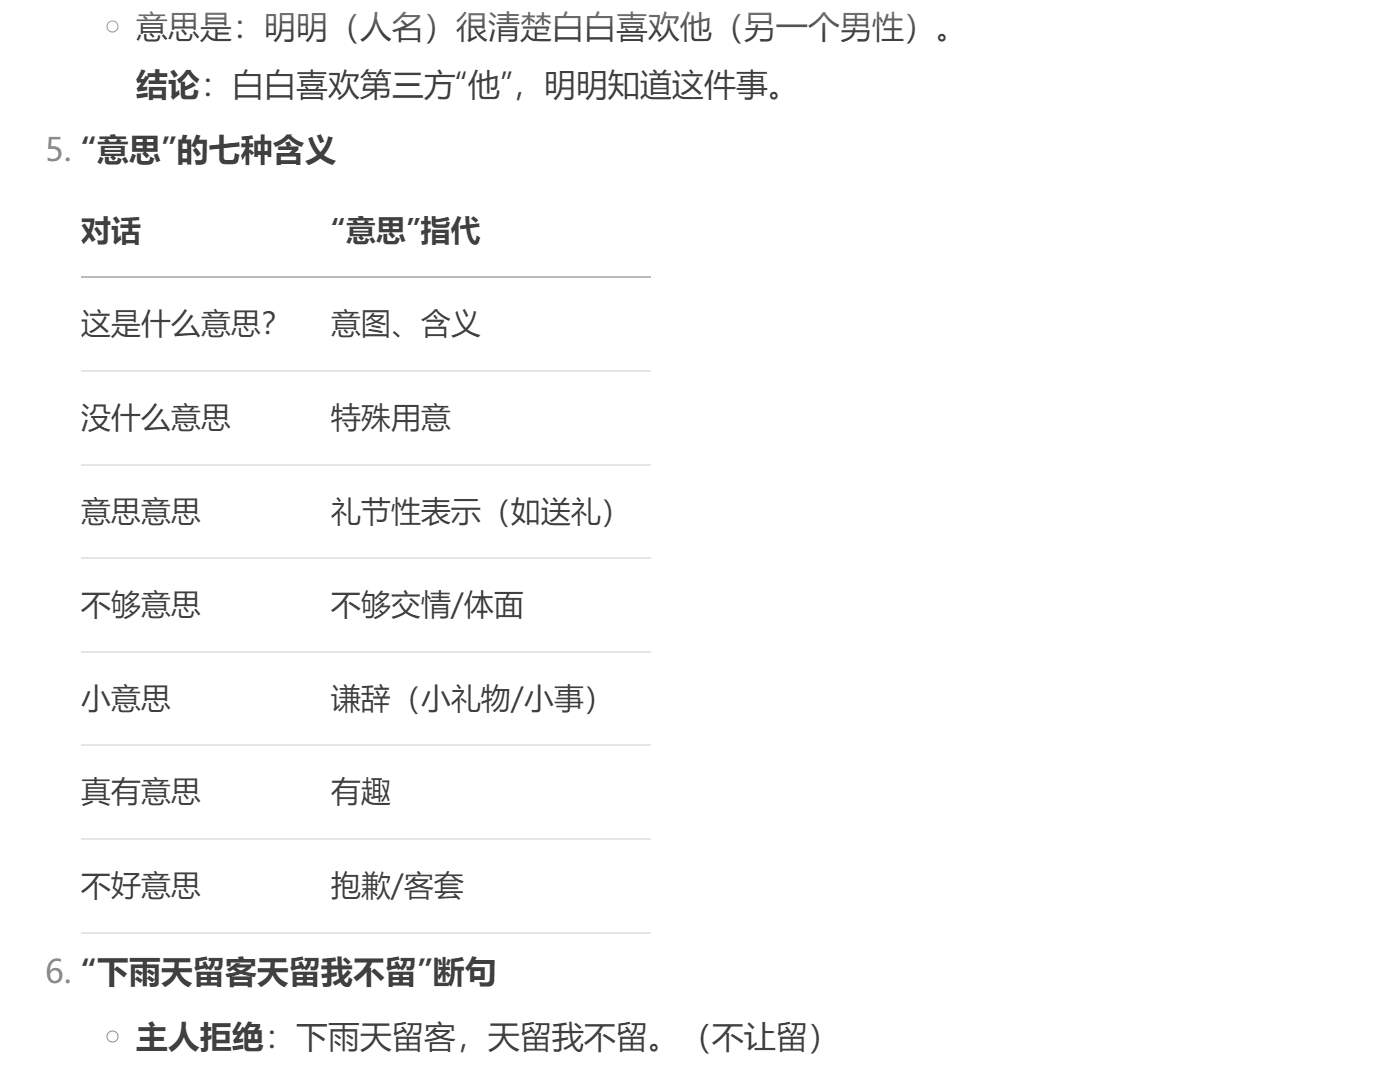 意思是：明明（人名）很清楚白白喜欢他（另一个男性）。
结论：白白喜欢第三方“他”，明明知道这件事。
5. “意思”的七种含义
对话 “意思”指代
这是什么意思？ 意图、含义
没什么意思 特殊用意
意思意思 礼节性表示（如送礼）
不够意思 不够交情/体面
小意思 谦辞（小礼物/小事）
真有意思 有趣
不好意思 抱歉/客套
6. “下雨天留客天留我不留”断句
主人拒绝：下雨天留客，天留我不留。（不让留）